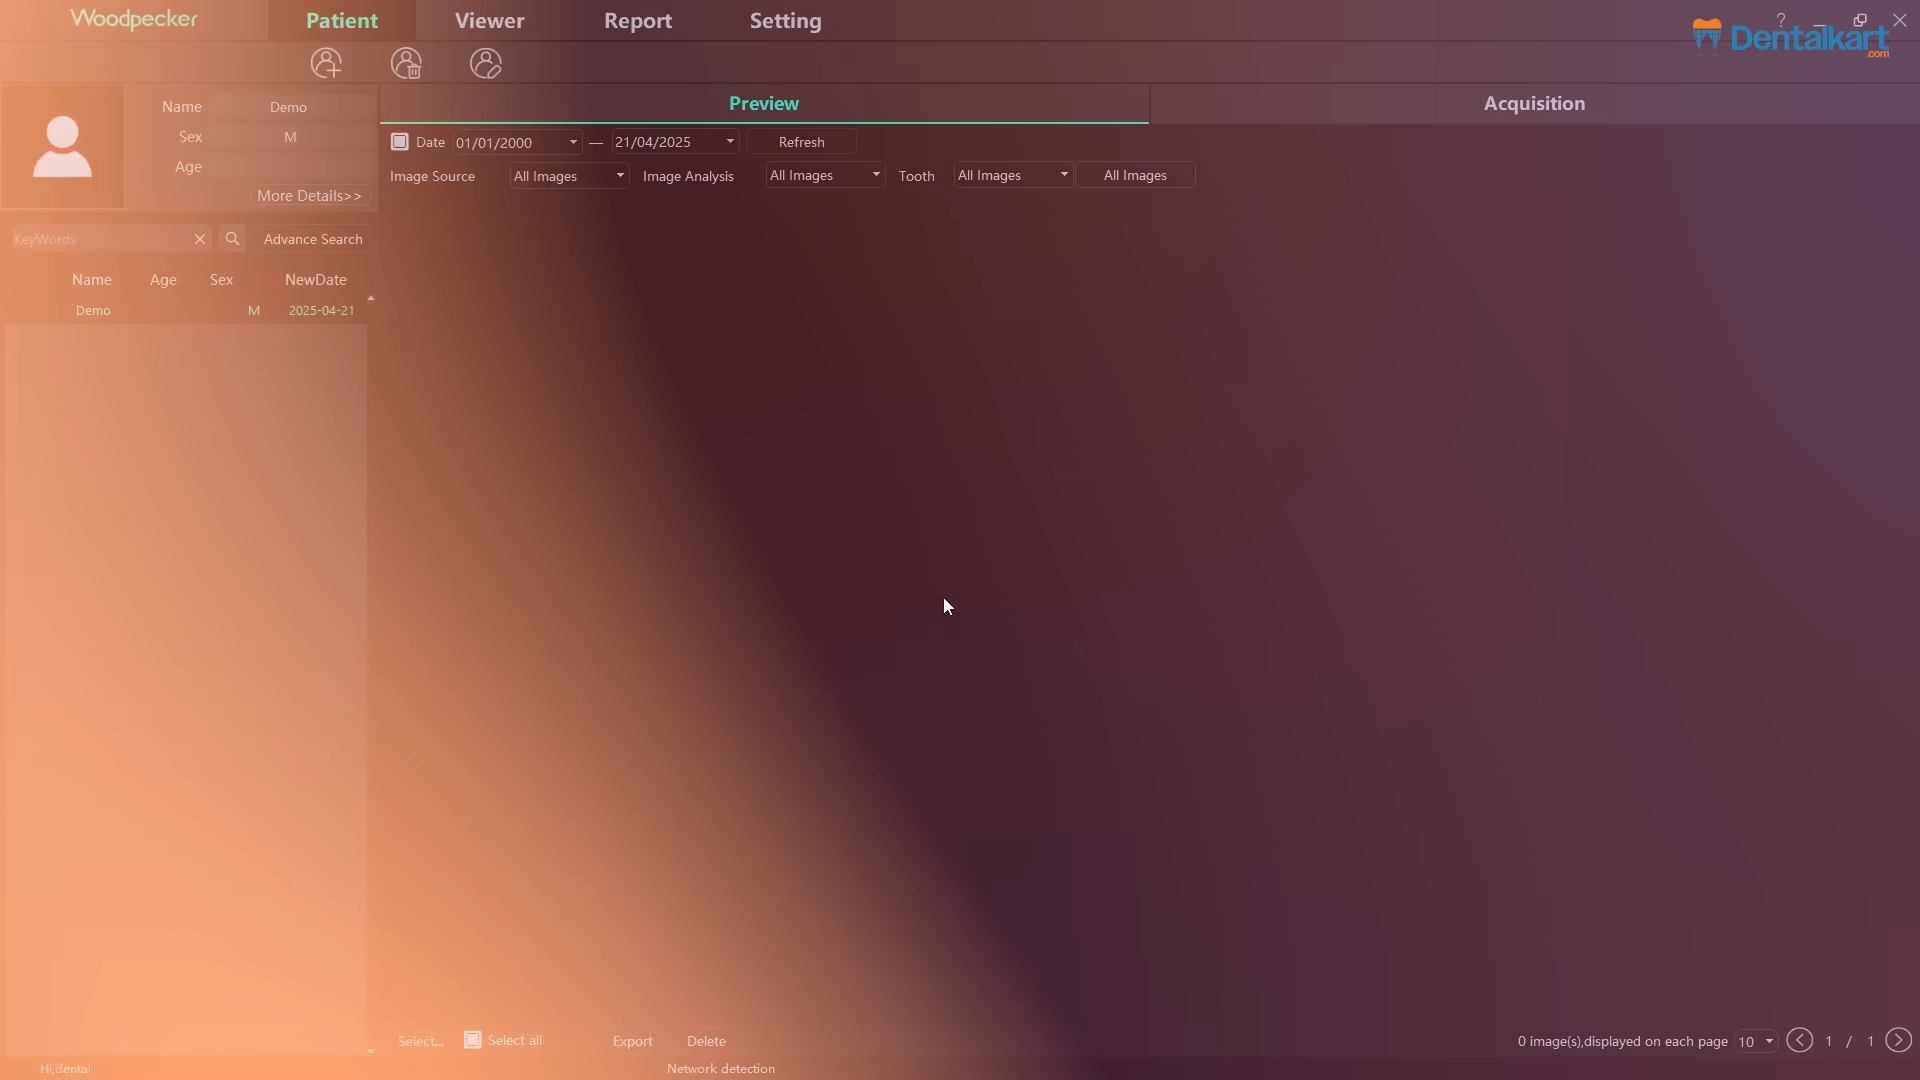 Woodpecker Patient Viewer Report Setting ?
Dentalkart
.com
Preview Acquisition
Name Demo
Sex M
Age
More Details>>
Date 01/01/2000 — 21/04/2025 Refresh
Image Source All Images Image Analysis All Images Tooth All Images All Images
KeyWords Advance Search
Name Age Sex NewDate
Demo M 2025-04-21
Select... Select all Export Delete 0 image(s),displayed on each page 10 1 / 1
Hi,dental Network detection